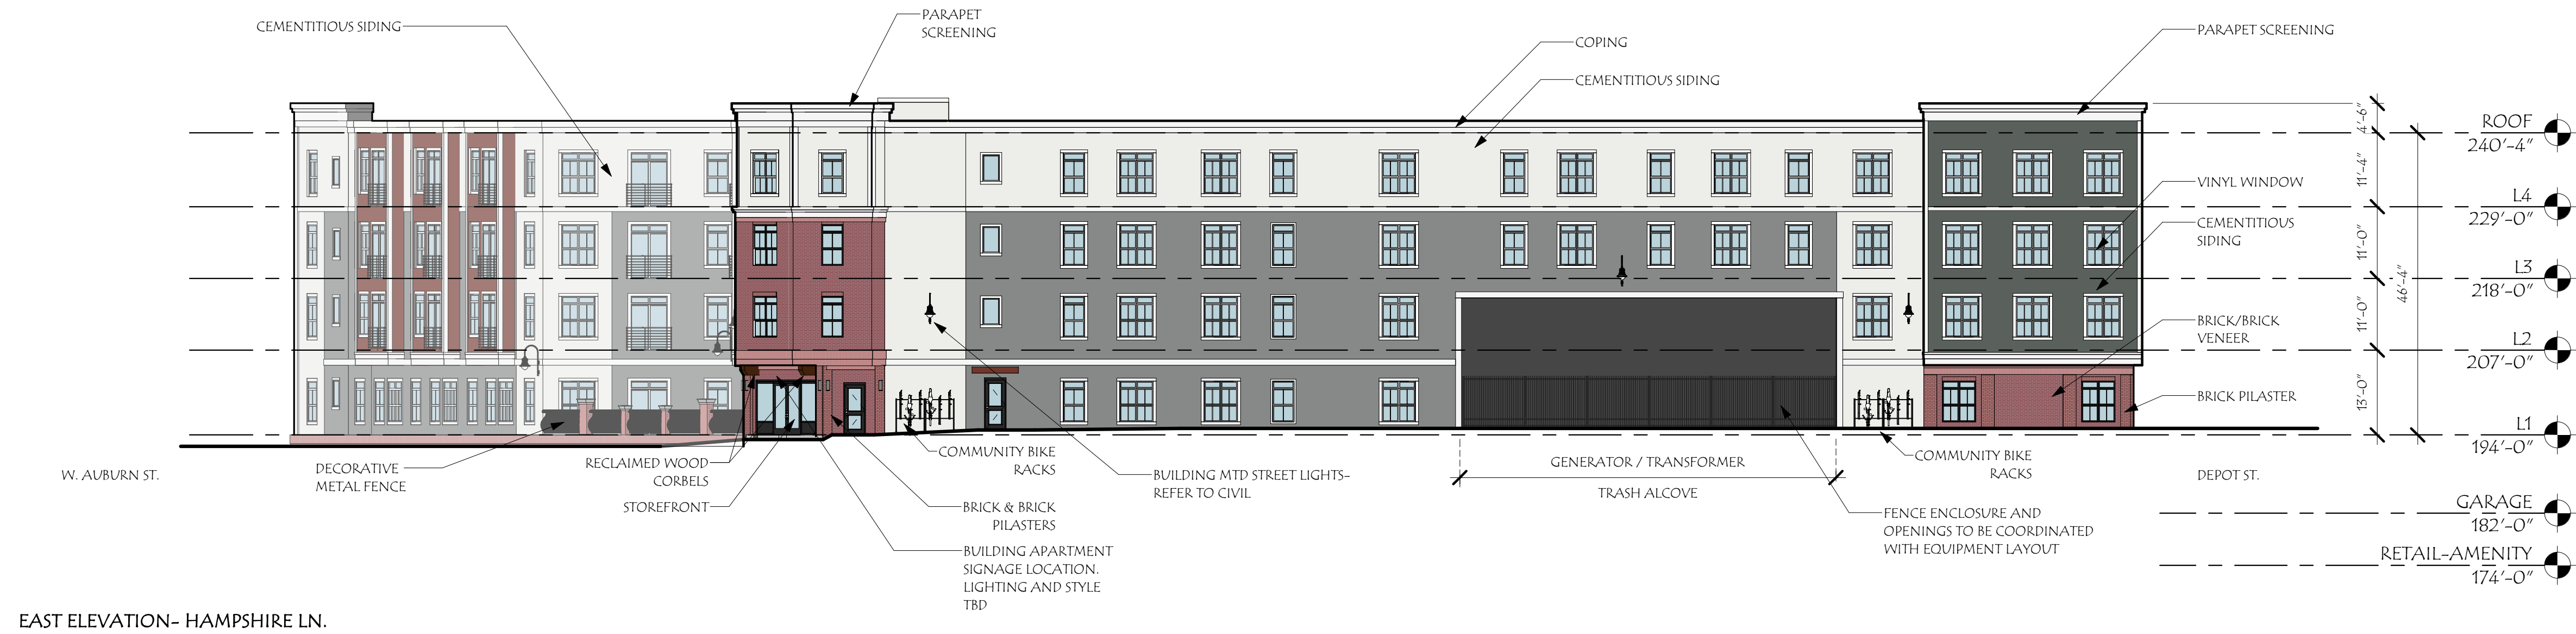 CEMENTITIOUS SIDING
PARAPET
SCREENING
COPING
CEMENTITIOUS SIDING
PARAPET SCREENING
4'-6"
ROOF
240'-4"
11'-4"
VINYL WINDOW
L4
229'-0"
CEMENTITIOUS
SIDING
11'-0"
L3
218'-0"
46'-4"
11'-0"
BRICK/BRICK
VENEER
L2
207'-0"
13'-0"
BRICK PILASTER
L1
194'-0"
W. AUBURN ST.
DECORATIVE
METAL FENCE
RECLAIMED WOOD
CORBELS
STOREFRONT
COMMUNITY BIKE
RACKS
BRICK & BRICK
PILASTERS
BUILDING APARTMENT
SIGNAGE LOCATION.
LIGHTING AND STYLE
TBD
BUILDING MTD STREET LIGHTS-
REFER TO CIVIL
GENERATOR / TRANSFORMER
TRASH ALCOVE
COMMUNITY BIKE
RACKS
FENCE ENCLOSURE AND
OPENINGS TO BE COORDINATED
WITH EQUIPMENT LAYOUT
DEPOT ST.
GARAGE
182'-0"
RETAIL-AMENITY
174'-0"
EAST ELEVATION- HAMPSHIRE LN.